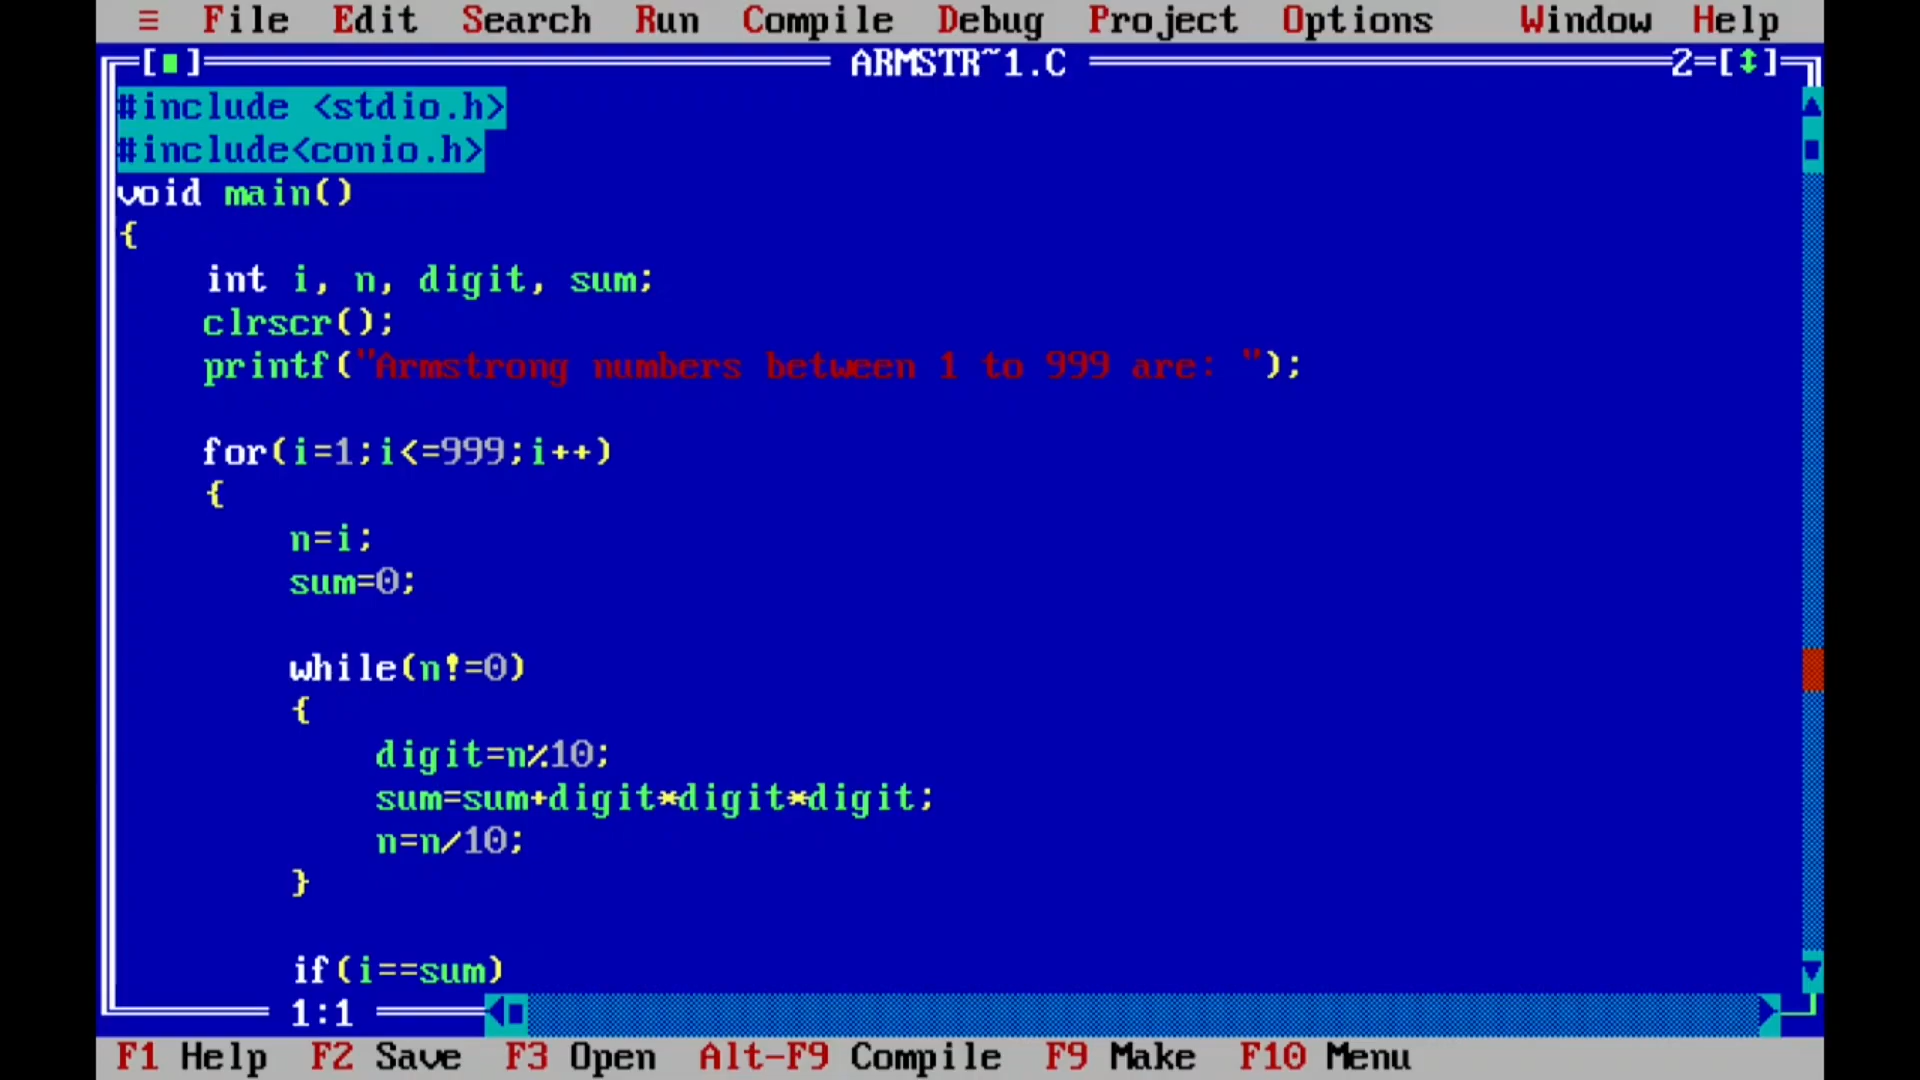 ≡ File Edit Search Run Compile Debug Project Options Window Help
[■] ARMSTR~1.C 2=[↕]
#include <stdio.h>
#include<conio.h>
void main()
{
int i, n, digit, sum;
clrscr();
printf("Armstrong numbers between 1 to 999 are: ");
for(i=1;i<=999;i++)
{
n=i;
sum=0;
while(n!=0)
{
digit=n%10;
sum=sum+digit*digit*digit;
n=n/10;
}
if(i==sum)
1:1
F1 Help F2 Save F3 Open Alt-F9 Compile F9 Make F10 Menu